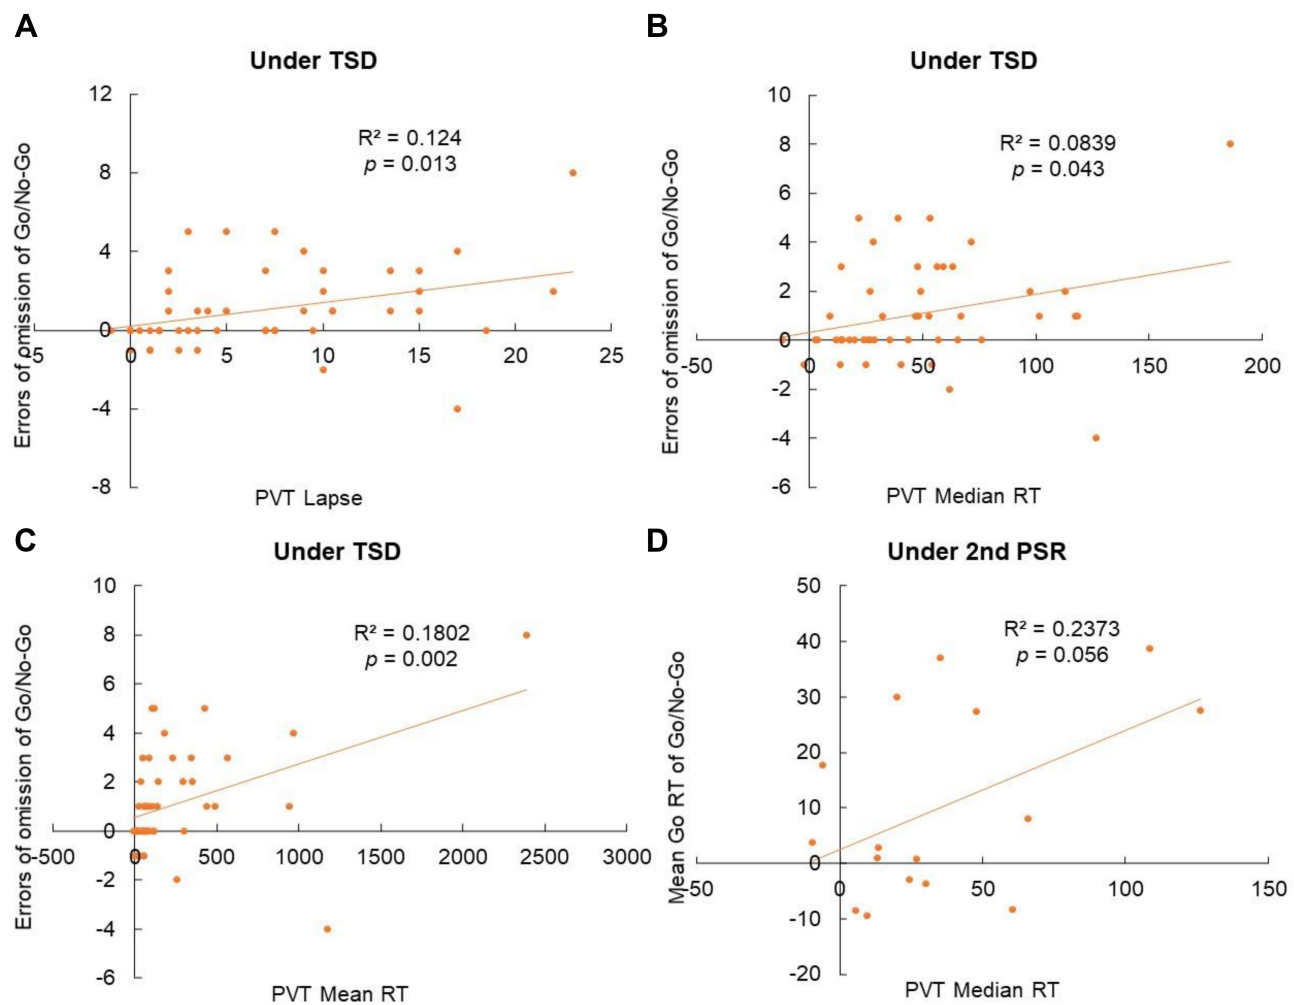 A
Under TSD
Errors of omission of Go/No-Go
12
8
4
0
-4
-8
-5
0
5
10
15
20
25
R² = 0.124
p = 0.013
PVT Lapse
B
Under TSD
Errors of omission of Go/No-Go
10
8
6
4
2
0
-2
-4
-6
-50
0
50
100
150
200
R² = 0.0839
p = 0.043
PVT Median RT
C
Under TSD
Errors of omission of Go/No-Go
10
8
6
4
2
0
-2
-4
-6
-500
0
500
1000
1500
2000
2500
3000
R² = 0.1802
p = 0.002
PVT Mean RT
D
Under 2nd PSR
Mean Go RT of Go/No-Go
50
40
30
20
10
0
-10
-20
-50
0
50
100
150
R² = 0.2373
p = 0.056
PVT Median RT